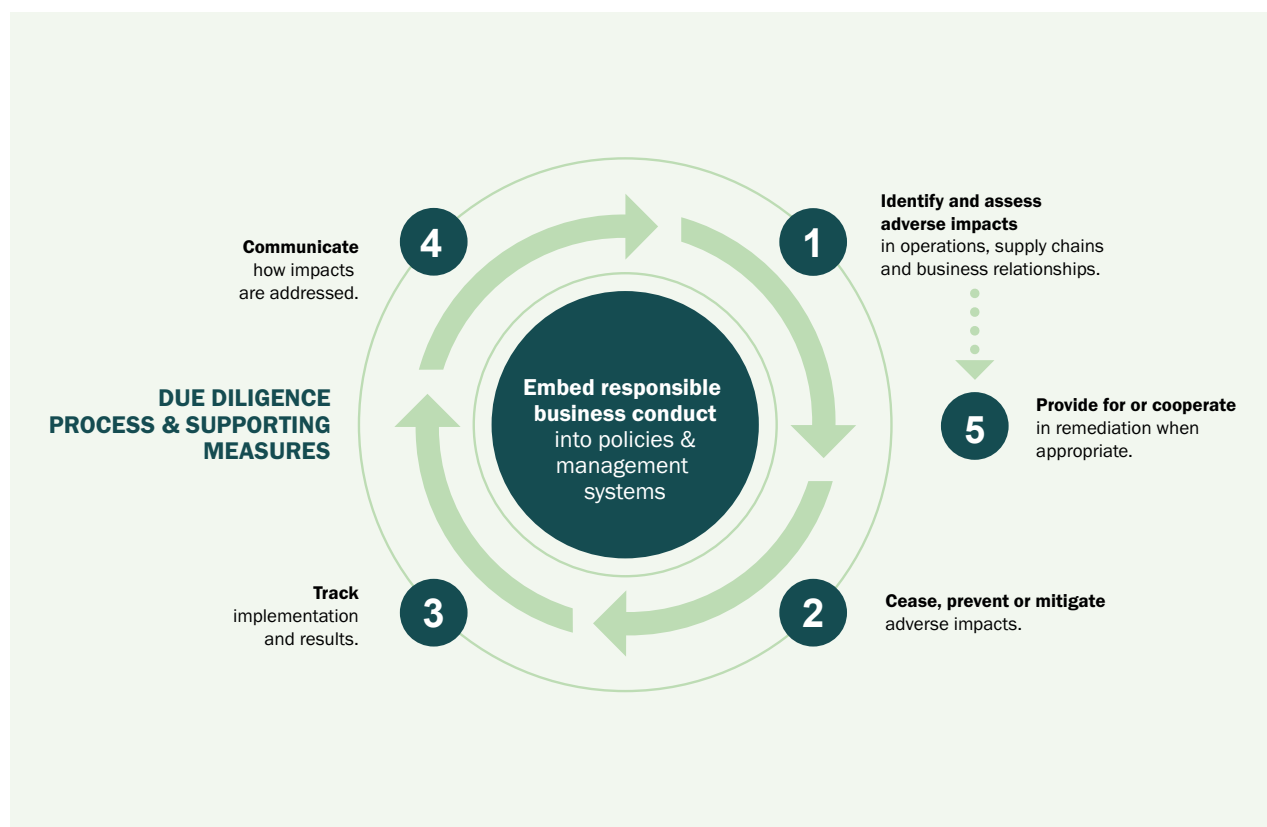 DUE DILIGENCE
PROCESS & SUPPORTING
MEASURES
Embed responsible
business conduct
into policies &
management
systems
1
Identify and assess
adverse impacts
in operations, supply chains
and business relationships.
2
Cease, prevent or mitigate
adverse impacts.
3
Track
implementation
and results.
4
Communicate
how impacts
are addressed.
5
Provide for or cooperate
in remediation when
appropriate.